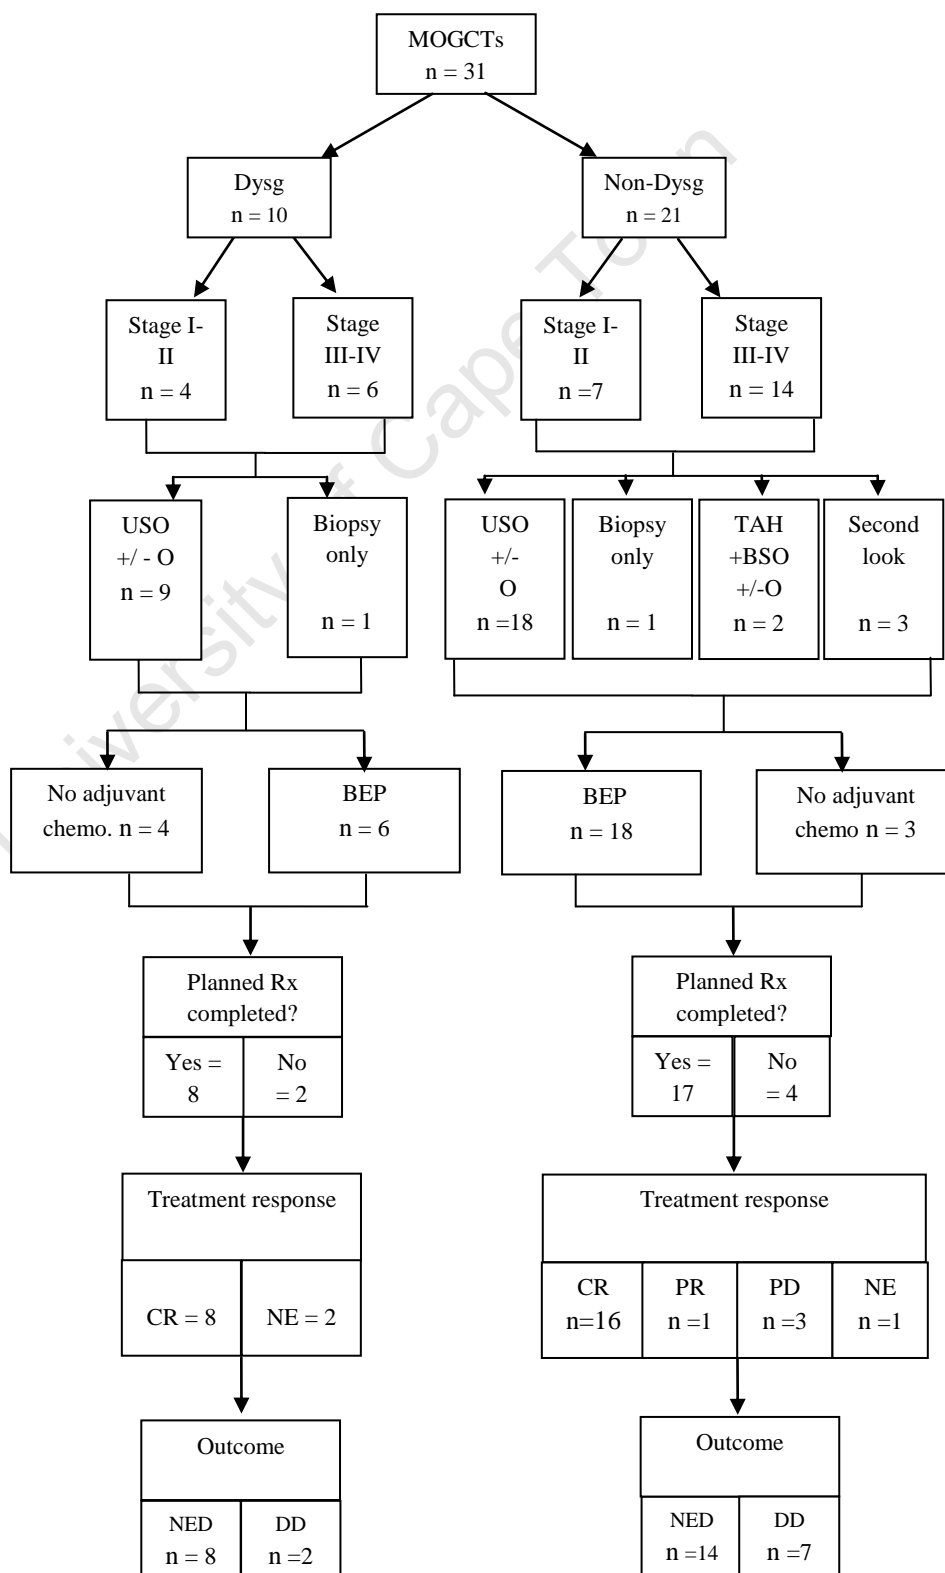 MOGCTs
n = 31
Dysg
n = 10
Non-Dysg
n = 21
Stage I-
II
n = 4
Stage
III-IV
n = 6
Stage I-
II
n =7
Stage
III-IV
n = 14
USO
+/ - O
n = 9
Biopsy
only
n = 1
USO
+/-
O
n =18
Biopsy
only
n = 1
TAH
+BSO
+/-O
n = 2
Second
look
n = 3
No adjuvant
chemo. n = 4
BEP
n = 6
BEP
n = 18
No adjuvant
chemo n = 3
Planned Rx
completed?
Yes =
8
No
= 2
Planned Rx
completed?
Yes =
17
No
= 4
Treatment response
CR = 8
NE = 2
Treatment response
CR
n=16
PR
n =1
PD
n =3
NE
n =1
Outcome
NED
n = 8
DD
n =2
Outcome
NED
n =14
DD
n =7
University of Cape Town